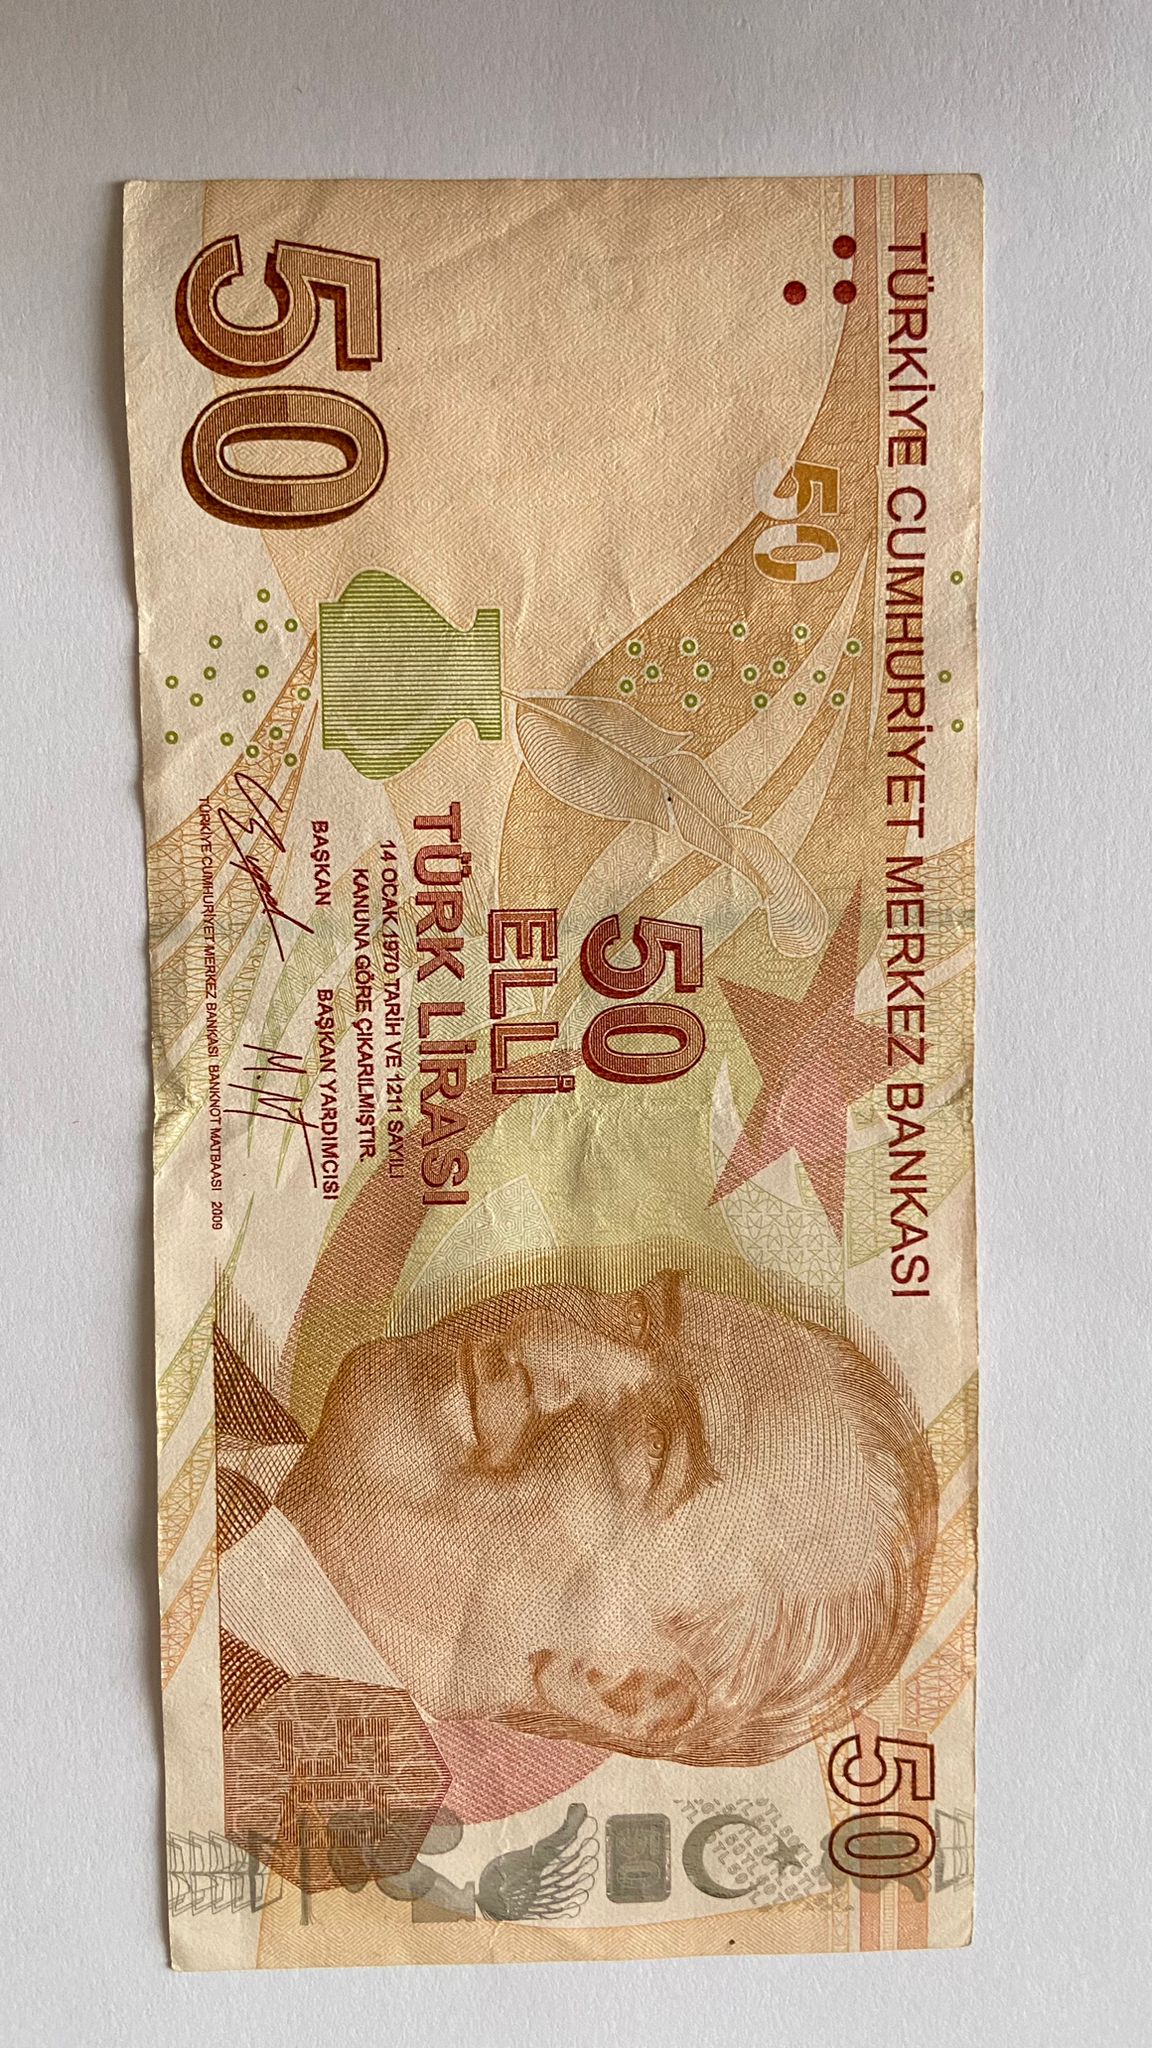 TÜRKİYE CUMHURİYET MERKEZ BANKASI
50
50
50
ELLİ
TÜRK LİRASI
14 OCAK 1970 TARİH VE 1211 SAYILI
KANUNA GÖRE ÇIKARILMIŞTIR.
BAŞKAN BAŞKAN YARDIMCISI
50
TÜRKİYE CUMHURİYET MERKEZ BANKASI BANKNOT MATBAASI 2009
50